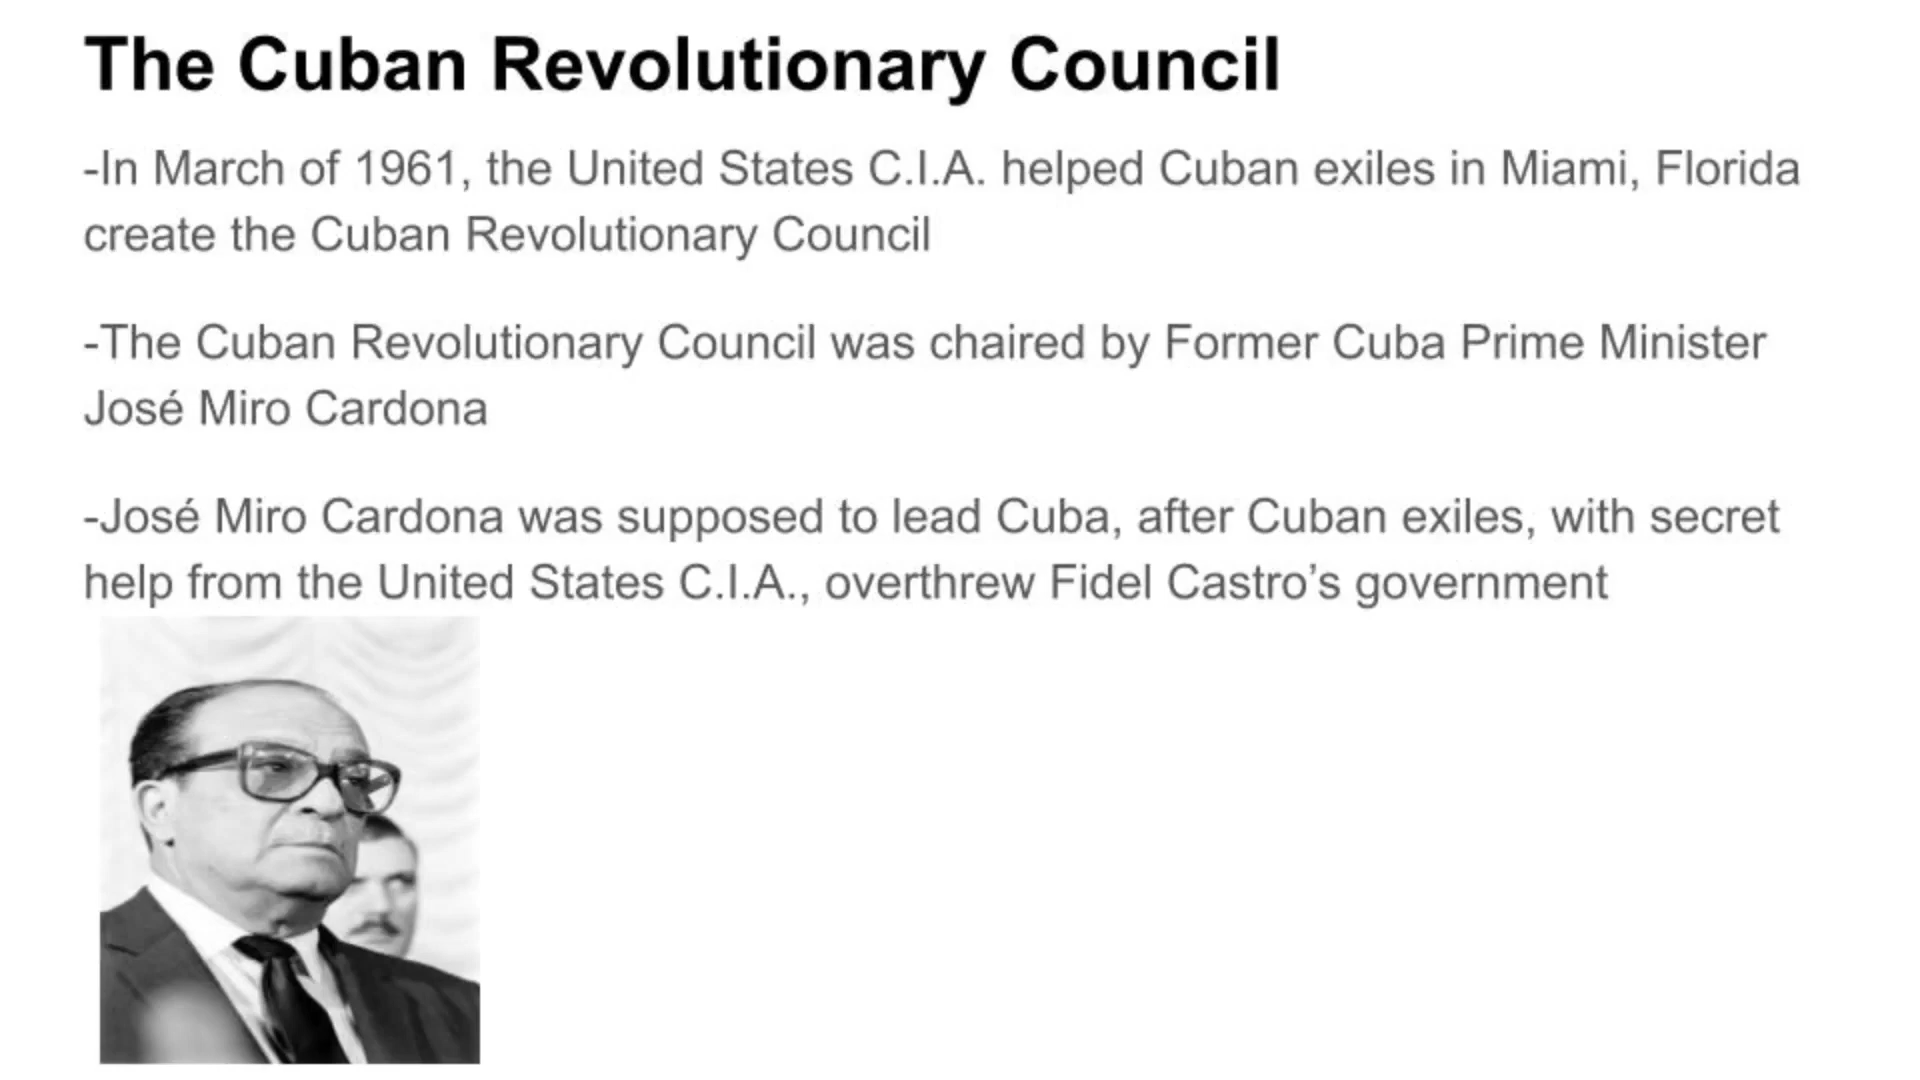 The Cuban Revolutionary Council
-In March of 1961, the United States C.I.A. helped Cuban exiles in Miami, Florida
create the Cuban Revolutionary Council
-The Cuban Revolutionary Council was chaired by Former Cuba Prime Minister
José Miro Cardona
-José Miro Cardona was supposed to lead Cuba, after Cuban exiles, with secret
help from the United States C.I.A., overthrew Fidel Castro’s government